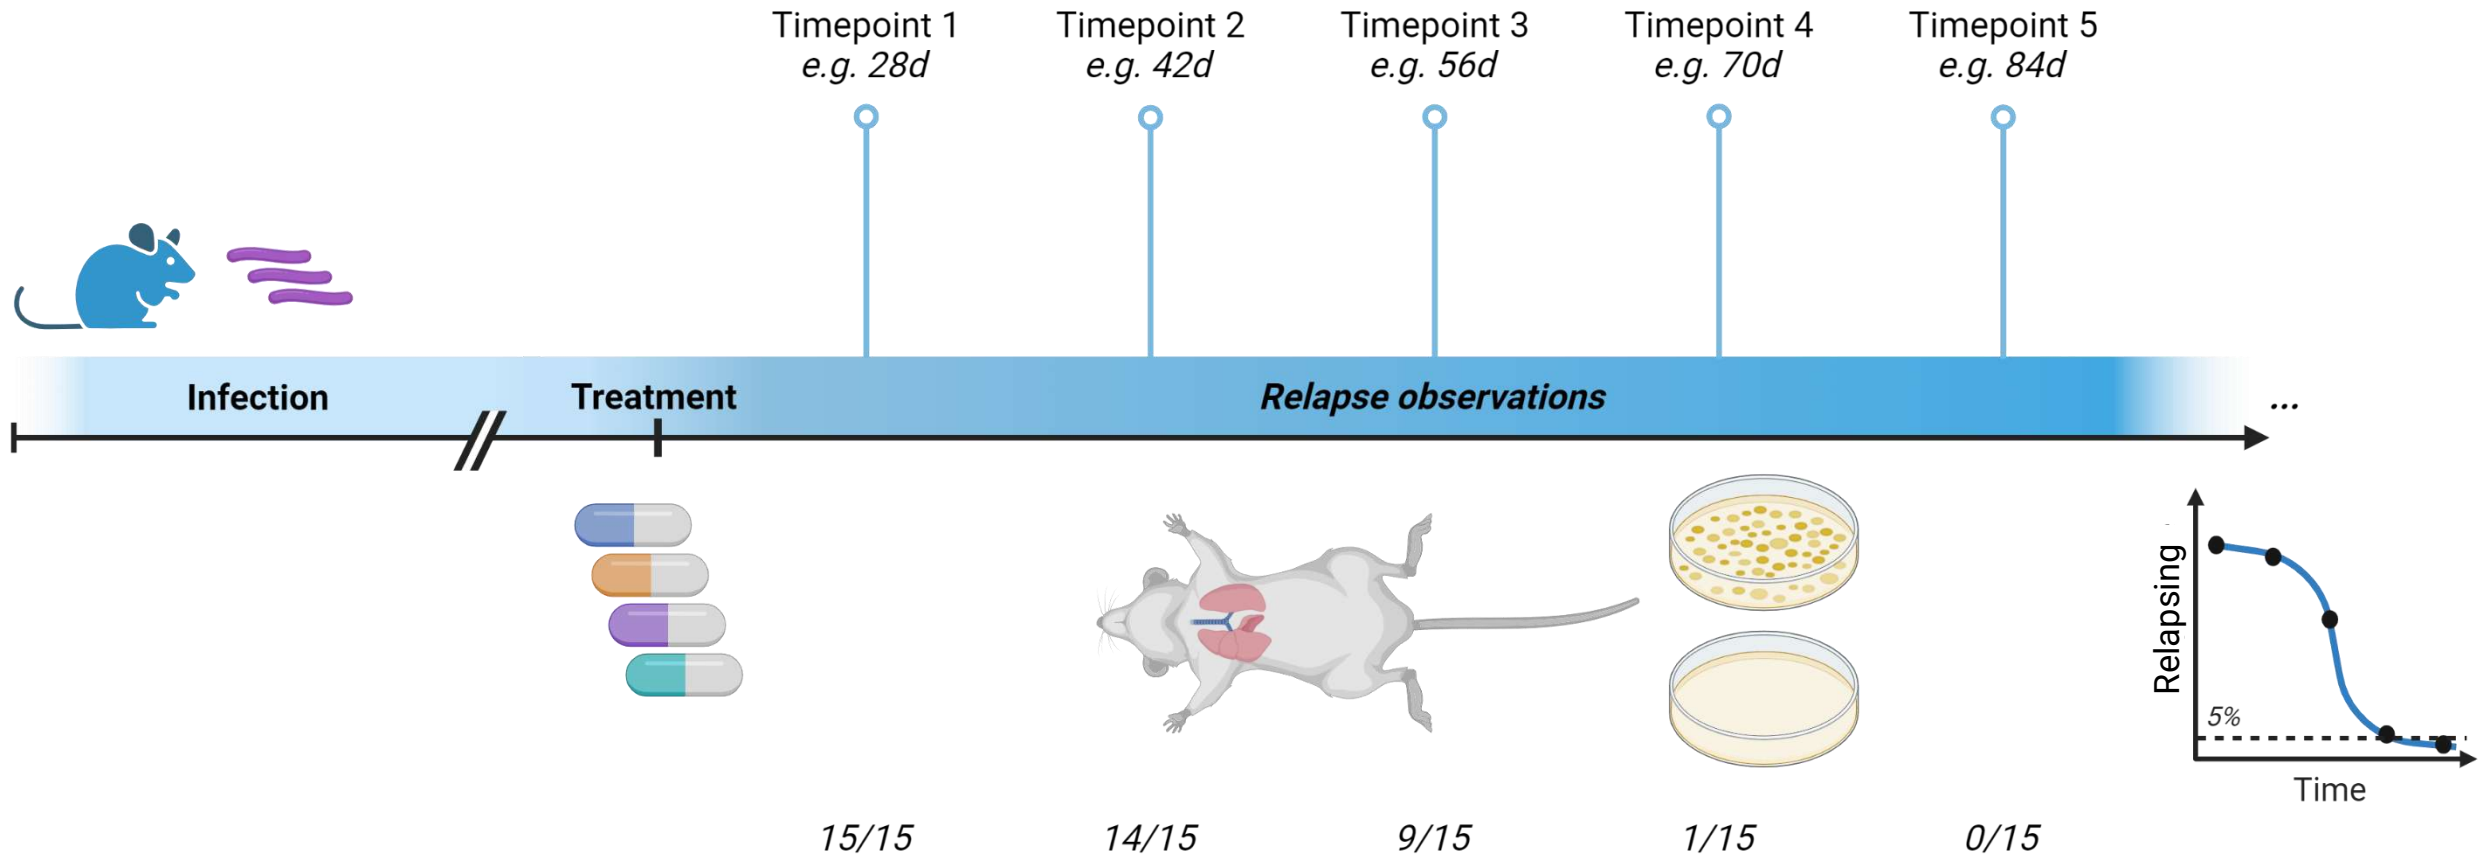 Timepoint 1
e.g. 28d
Timepoint 2
e.g. 42d
Timepoint 3
e.g. 56d
Timepoint 4
e.g. 70d
Timepoint 5
e.g. 84d
Infection
Treatment
Relapse observations
...
Relapsing
5%
Time
15/15
14/15
9/15
1/15
0/15